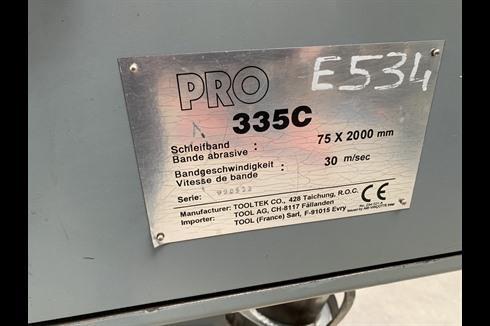 PRO
E534
335C
Schleifband :
Bande abrasive : 75 X 2000 mm
Bandgeschwindigkeit :
Vitesse de bande : 30 m/sec
Serie:
Manufacturer: TOOLTEK CO., 428 Taichung, R.O.C.
Importer: TOOL AG, CH-8117 Fällanden
TOOL (France) Sarl, F-91015 Evry
CE